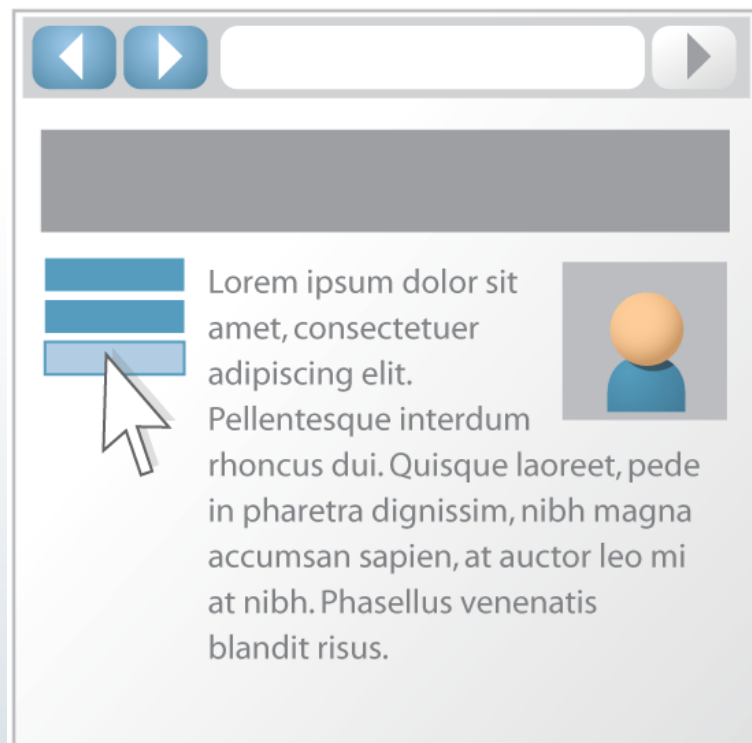 Lorem ipsum dolor sit
amet, consectetuer
adipiscing elit.
Pellentesque interdum
rhoncus dui. Quisque laoreet, pede
in pharetra dignissim, nibh magna
accumsan sapien, at auctor leo mi
at nibh. Phasellus venenatis
blandit risus.